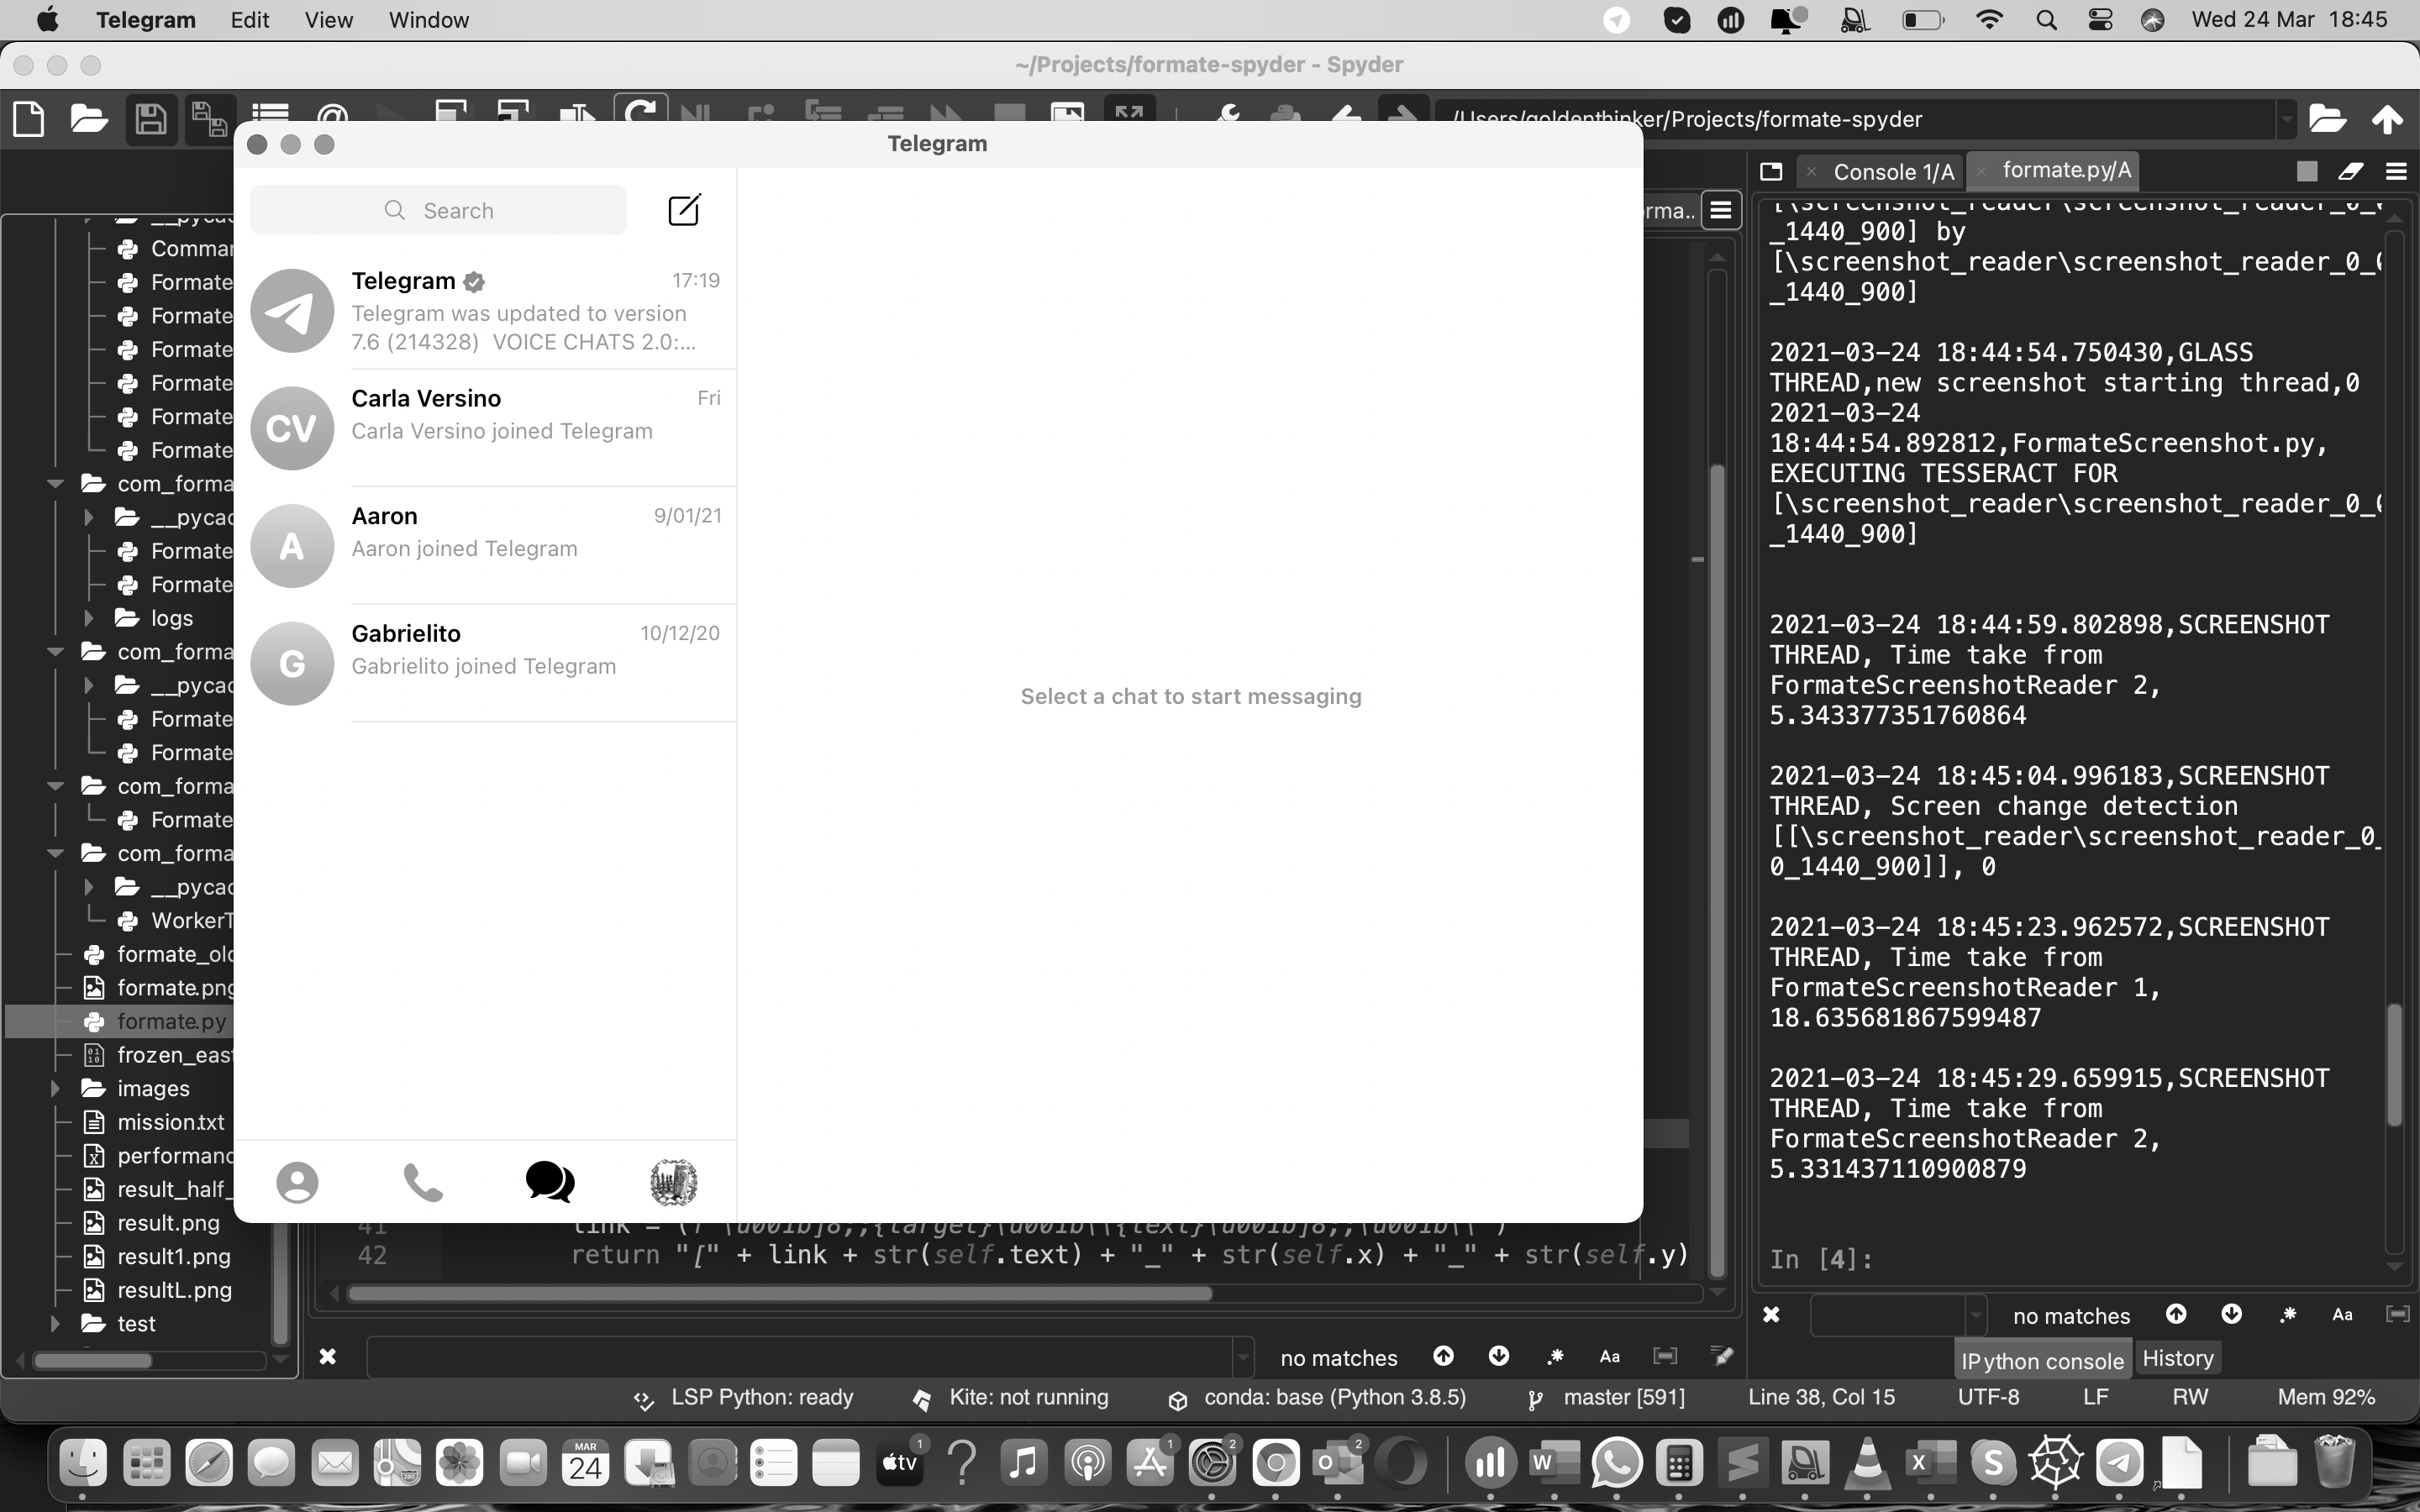 Telegram Edit View Window Wed 24 Mar 18:45
~/Projects/formate-spyder - Spyder
/Users/goldenthinker/Projects/formate-spyder
Telegram
Search
Telegram 17:19
Telegram was updated to version
7.6 (214328) VOICE CHATS 2.0:...
CV
Carla Versino Fri
Carla Versino joined Telegram
A
Aaron 9/01/21
Aaron joined Telegram
G
Gabrielito 10/12/20
Gabrielito joined Telegram
Select a chat to start messaging
Comma
Formate
Formate
Formate
Formate
Formate
Formate
com_forma
__pycac
Formate
Formate
logs
com_forma
__pycac
Formate
Formate
com_forma
Formate
com_forma
__pycac
WorkerT
formate_old
formate.png
formate.py
frozen_east
images
mission.txt
performanc
result_half_
result.png
result1.png
resultL.png
test
42 return "[" + link + str(self.text) + "_" + str(self.x) + "_" + str(self.y)
no matches Aa
Console 1/A formate.py/A
rma..
_1440_900] by
[\screenshot_reader\screenshot_reader_0_
_1440_900]
2021-03-24 18:44:54.750430,GLASS
THREAD,new screenshot starting thread,0
2021-03-24
18:44:54.892812,FormateScreenshot.py,
EXECUTING TESSERACT FOR
[\screenshot_reader\screenshot_reader_0_
_1440_900]
2021-03-24 18:44:59.802898,SCREENSHOT
THREAD, Time take from
FormateScreenshotReader 2,
5.343377351760864
2021-03-24 18:45:04.996183,SCREENSHOT
THREAD, Screen change detection
[[\screenshot_reader\screenshot_reader_0_
0_1440_900]], 0
2021-03-24 18:45:23.962572,SCREENSHOT
THREAD, Time take from
FormateScreenshotReader 1,
18.635681867599487
2021-03-24 18:45:29.659915,SCREENSHOT
THREAD, Time take from
FormateScreenshotReader 2,
5.331437110900879
In [4]:
no matches Aa
IPython console History
LSP Python: ready Kite: not running conda: base (Python 3.8.5) master [591] Line 38, Col 15 UTF-8 LF RW Mem 92%
MAR
24
tv
1
1
2
2
W
X
S